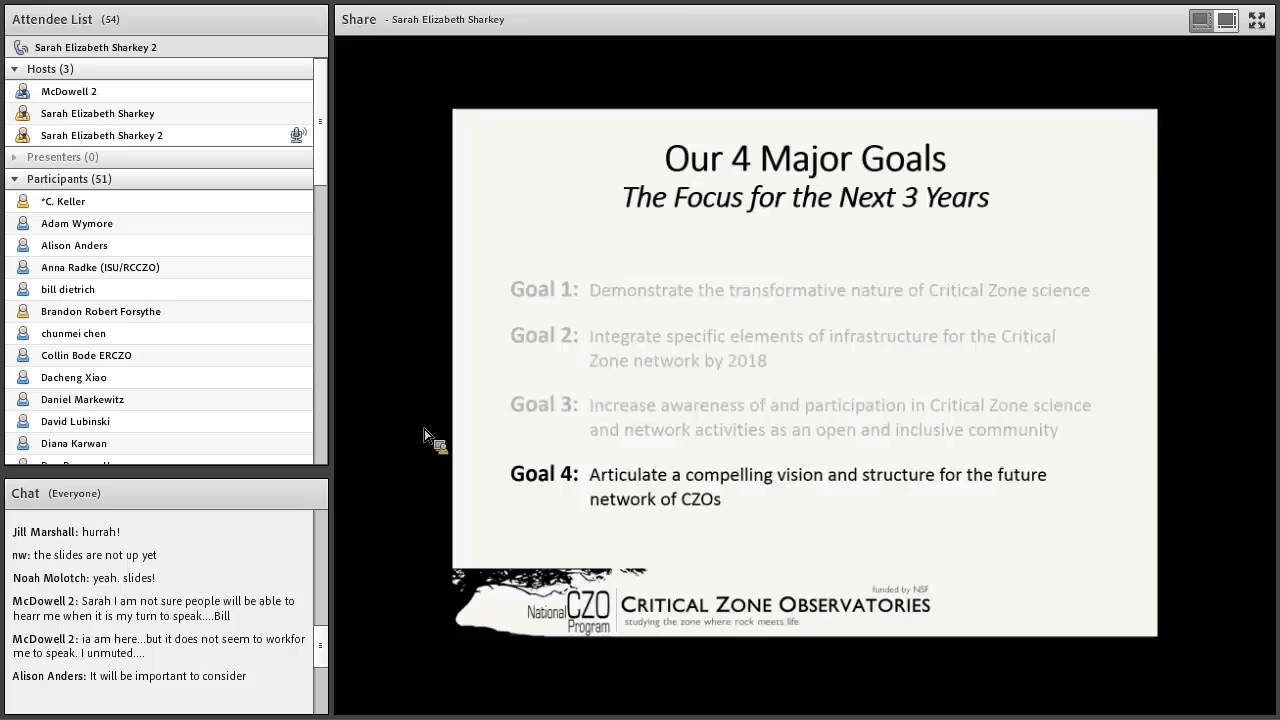 Attendee List (54)
Sarah Elizabeth Sharkey 2
Hosts (3)
McDowell 2
Sarah Elizabeth Sharkey
Sarah Elizabeth Sharkey 2
Presenters (0)
Participants (51)
*C. Keller
Adam Wymore
Alison Anders
Anna Radke (ISU/RCCZO)
bill dietrich
Brandon Robert Forsythe
chunmei chen
Collin Bode ERCZO
Dacheng Xiao
Daniel Markewitz
David Lubinski
Diana Karwan
Chat (Everyone)
Jill Marshall: hurrah!
nw: the slides are not up yet
Noah Molotch: yeah. slides!
McDowell 2: Sarah I am not sure people will be able to
hear me when it is my turn to speak....Bill
McDowell 2: i am here...but it does not seem to workfor
me to speak. I unmuted....
Alison Anders: It will be important to consider
Share - Sarah Elizabeth Sharkey
Our 4 Major Goals
The Focus for the Next 3 Years
Goal 1: Demonstrate the transformative nature of Critical Zone science
Goal 2: Integrate specific elements of infrastructure for the Critical
Zone network by 2018
Goal 3: Increase awareness of and participation in Critical Zone science
and network activities as an open and inclusive community
Goal 4: Articulate a compelling vision and structure for the future
network of CZOs
National CZO Program
funded by NSF
CRITICAL ZONE OBSERVATORIES
studying the zone where rock meets life